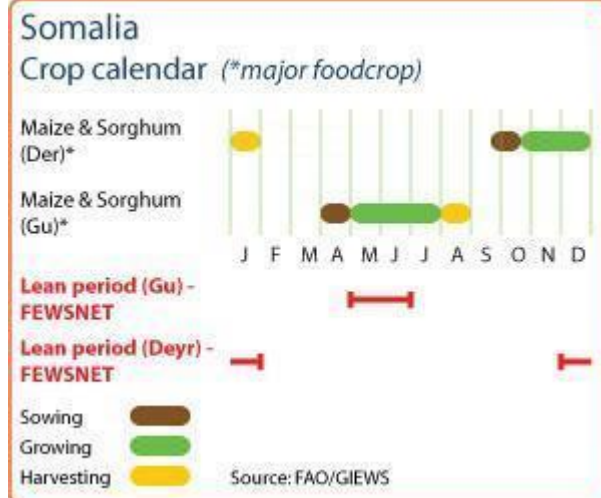 Somalia
Crop calendar (*major foodcrop)
Maize & Sorghum
(Der)*
Maize & Sorghum
(Gu)*
J F M A M J J A S O N D
Lean period (Gu) -
FEWSNET
Lean period (Deyr) -
FEWSNET
Sowing
Growing
Harvesting
Source: FAO/GIEWS